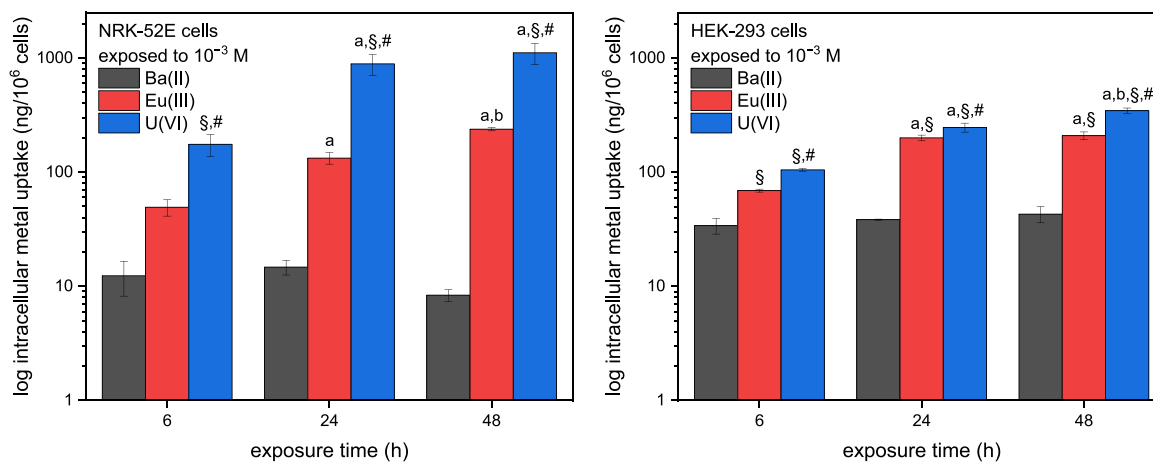 NRK-52E cells
exposed to 10⁻³ M
Ba(II)
Eu(III)
U(VI)
log intracellular metal uptake (ng/10⁶ cells)
1000
100
10
1
§,#
a
a,§,#
a,b
a,§,#
6
24
48
exposure time (h)
HEK-293 cells
exposed to 10⁻³ M
Ba(II)
Eu(III)
U(VI)
log intracellular metal uptake (ng/10⁶ cells)
1000
100
10
1
§
§,#
a,§
a,§,#
a,§
a,b,§,#
6
24
48
exposure time (h)